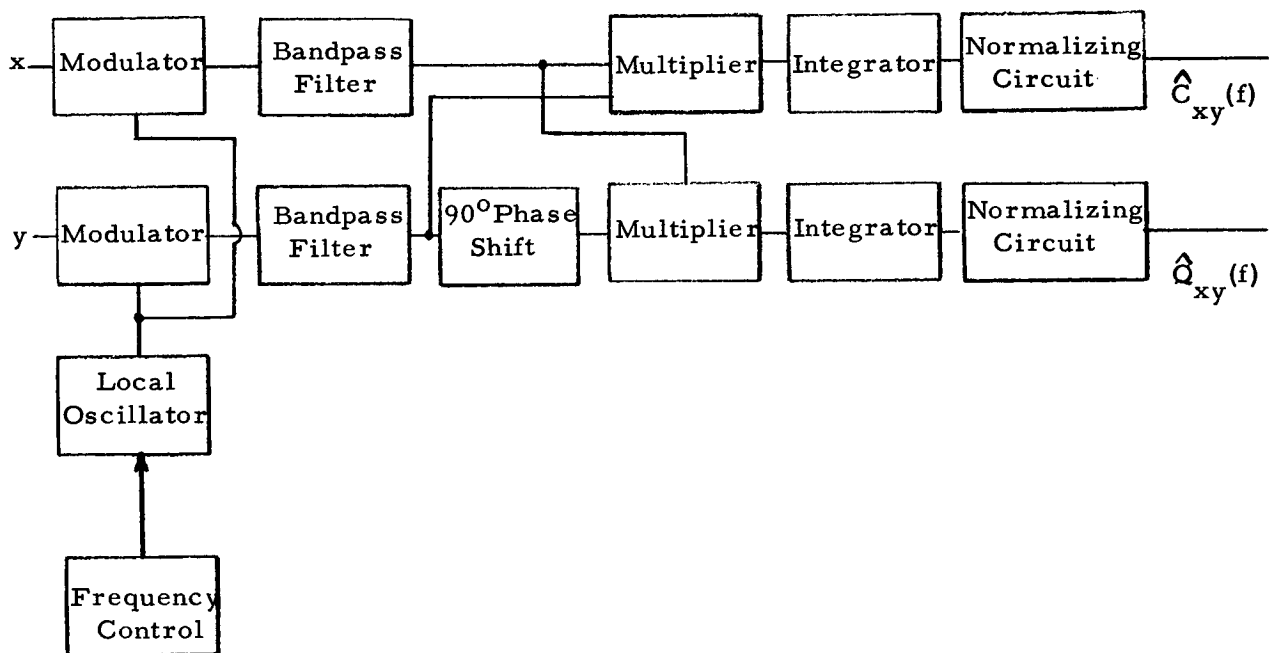 x
Modulator
Bandpass
Filter
Multiplier
Integrator
Normalizing
Circuit
Ĉxy(f)
y
Modulator
Bandpass
Filter
90° Phase
Shift
Multiplier
Integrator
Normalizing
Circuit
Q̂xy(f)
Local
Oscillator
Frequency
Control